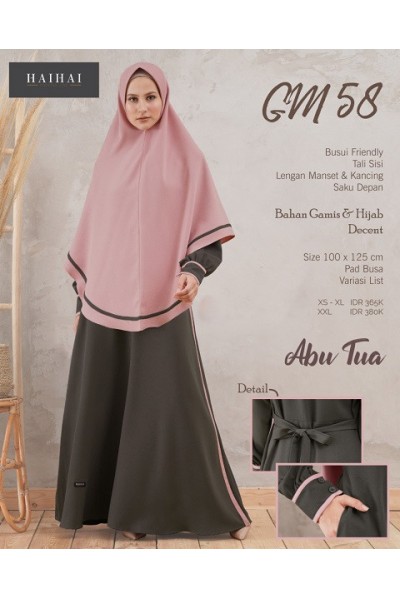 HAIHAI
GM 58
Busui Friendly
Tali Sisi
Lengan Manset & Kancing
Saku Depan
Bahan Gamis & Hijab
Decent
Size 100 x 125 cm
Pad Busa
Variasi List
XS - XL IDR 365K
XXL IDR 380K
Abu Tua
Detail